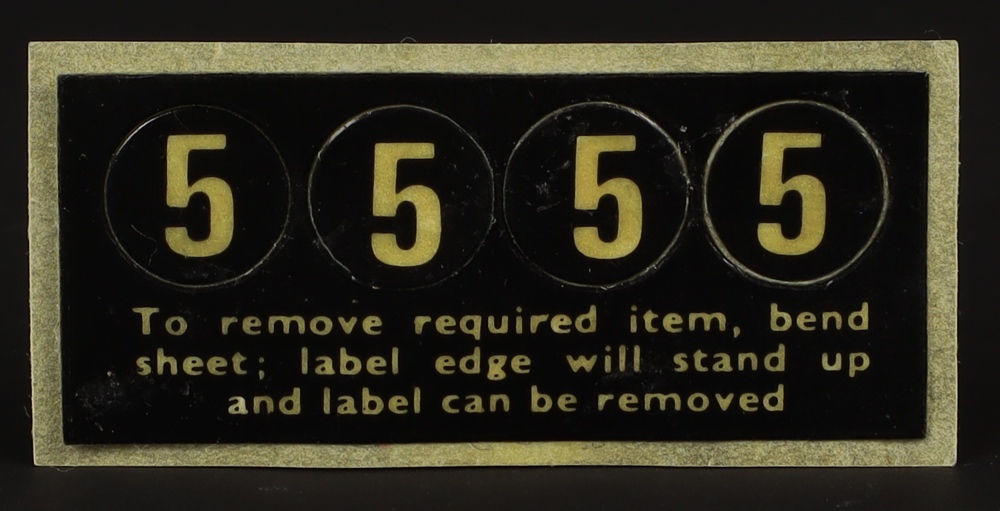 5 5 5 5
To remove required item, bend
sheet; label edge will stand up
and label can be removed